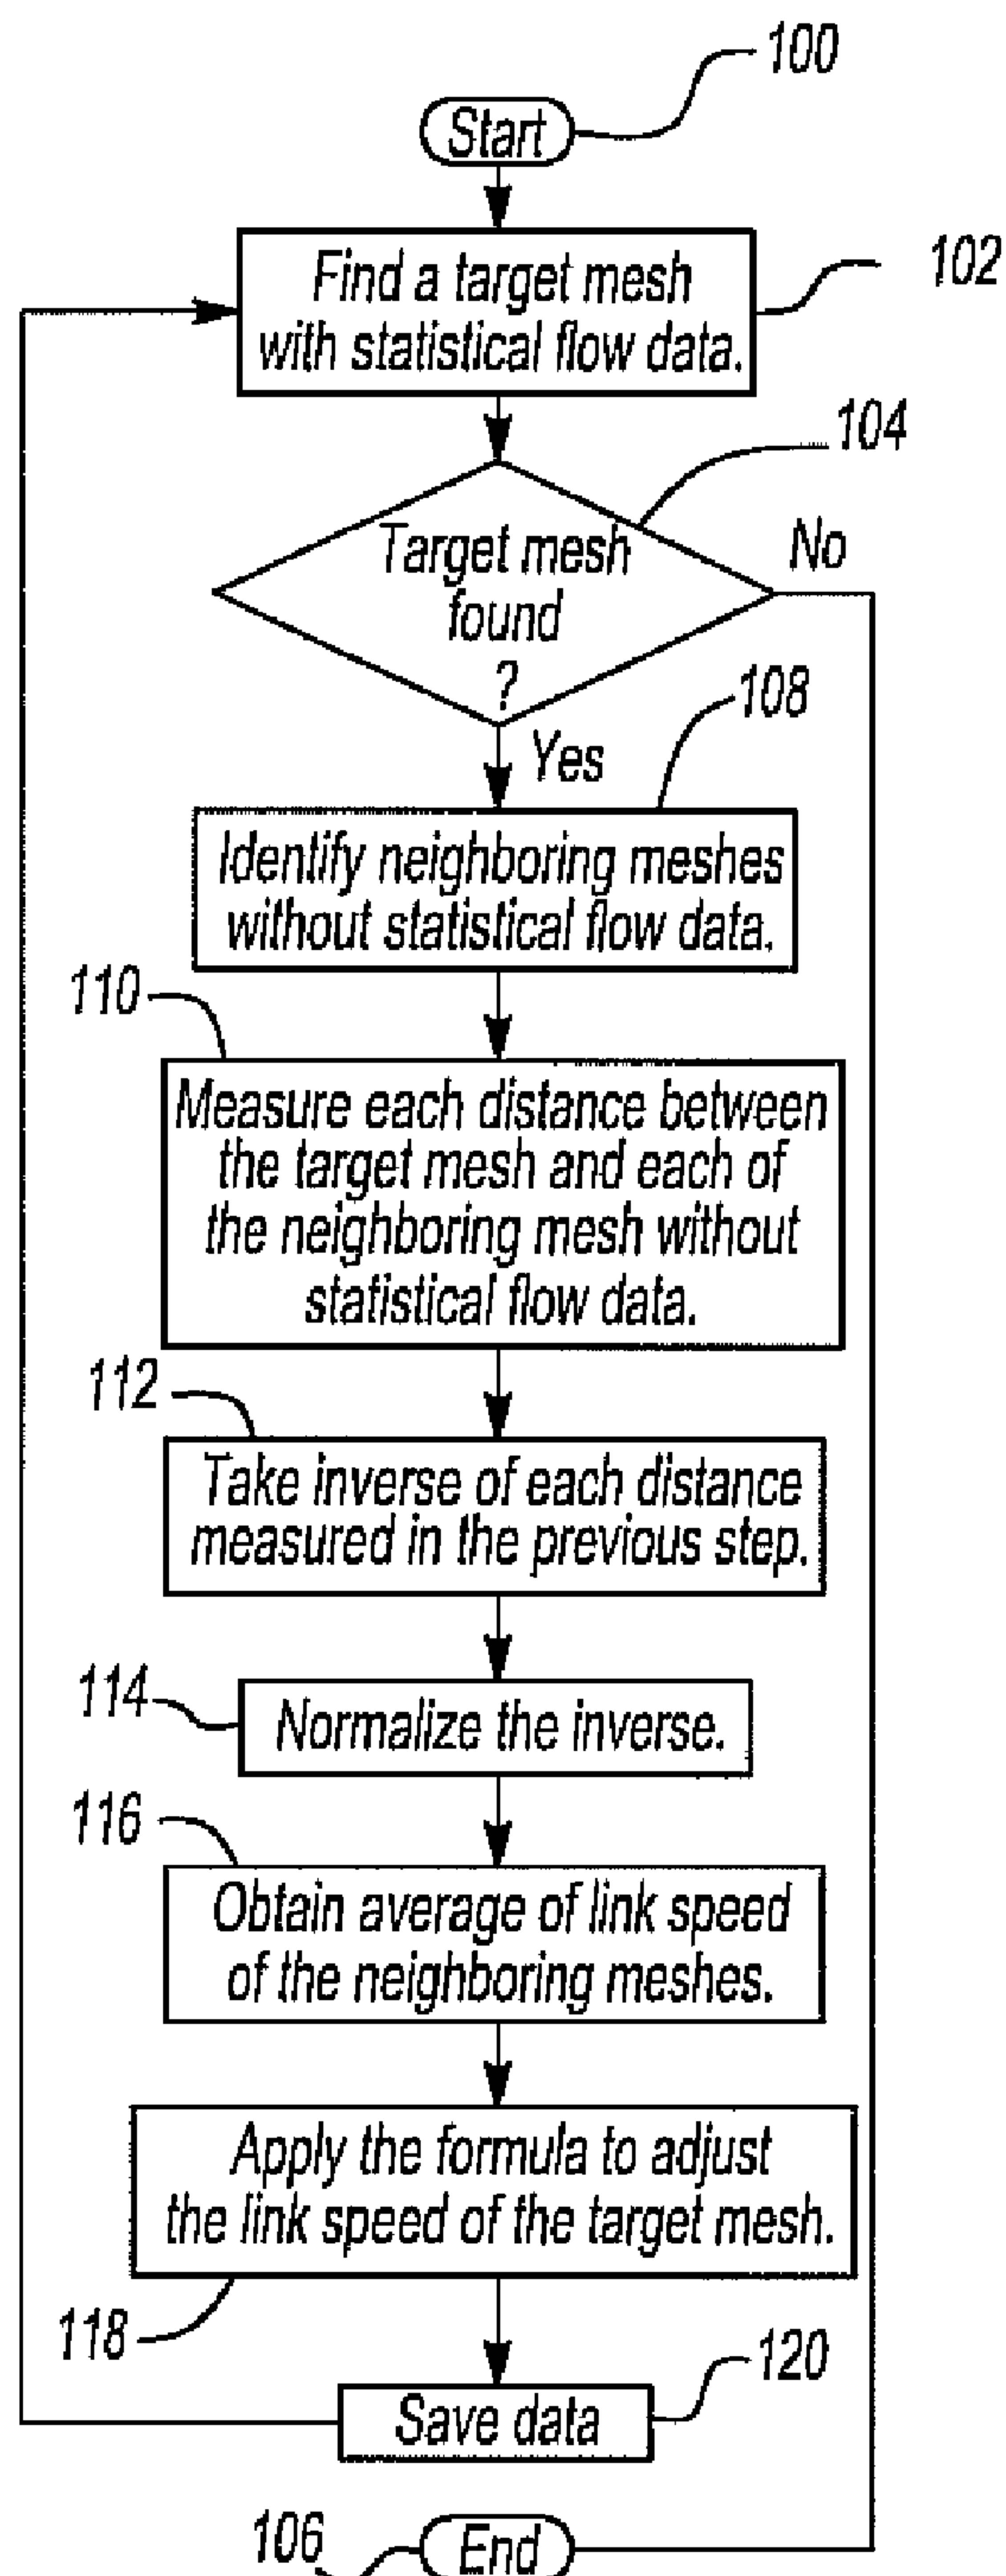 100
Start
102
Find a target mesh
with statistical flow data.
104
Target mesh
found
?
No
Yes
108
Identify neighboring meshes
without statistical flow data.
110
Measure each distance between
the target mesh and each of
the neighboring mesh without
statistical flow data.
112
Take inverse of each distance
measured in the previous step.
114
Normalize the inverse.
116
Obtain average of link speed
of the neighboring meshes.
Apply the formula to adjust
the link speed of the target mesh.
118
120
Save data
106
End